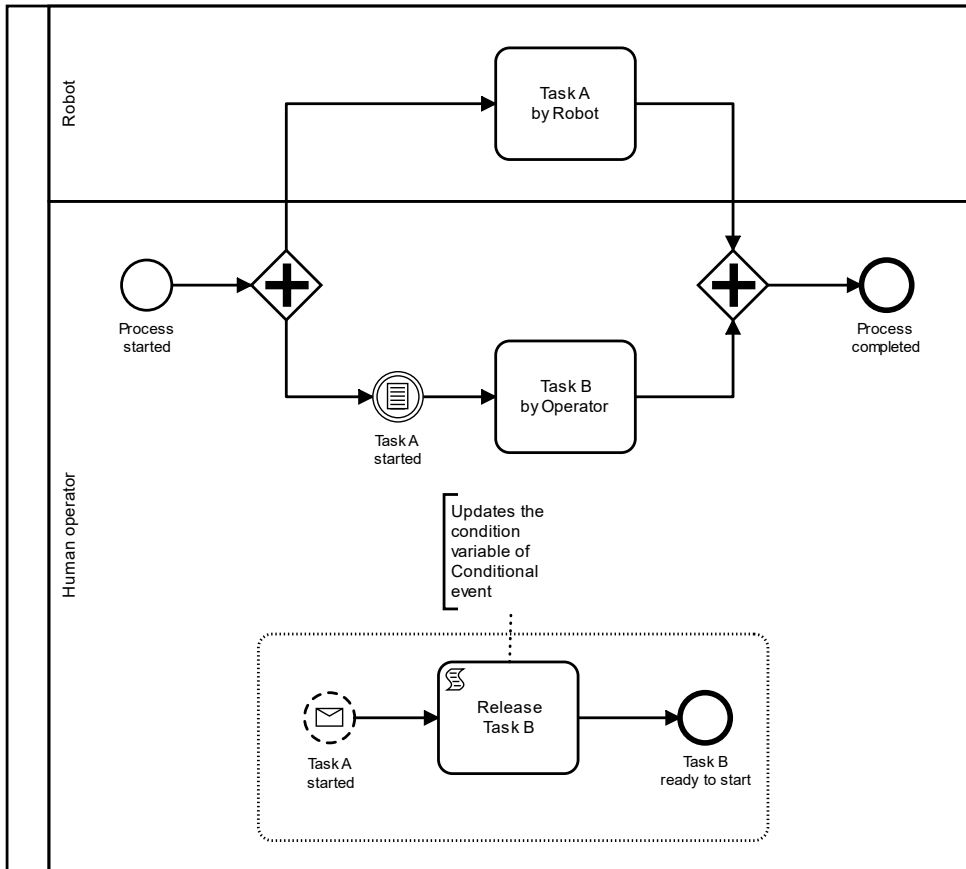 Robot
Task A
by Robot
Process
started
Process
completed
Task A
started
Task B
by Operator
Human operator
Updates the
condition
variable of
Conditional
event
Task A
started
Release
Task B
Task B
ready to start